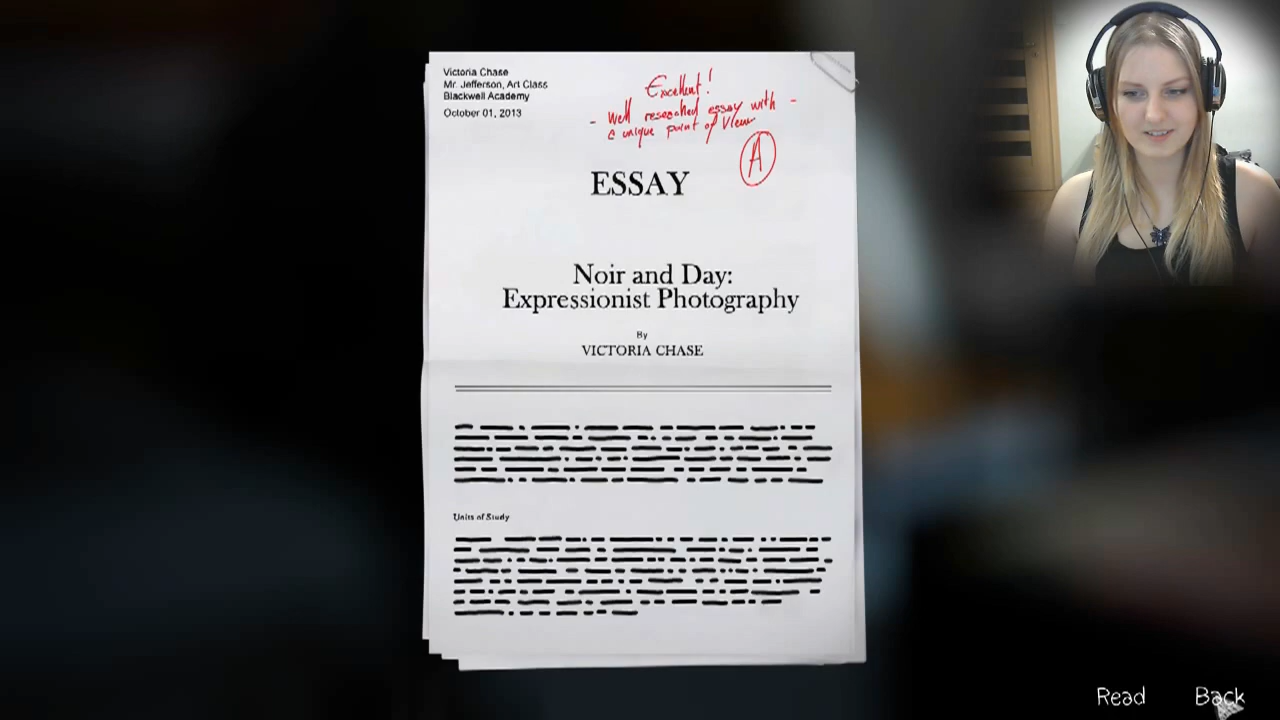 Victoria Chase
Mr. Jefferson, Art Class
Blackwell Academy
October 01, 2013
Excellent!
- Well researched essay with -
a unique point of View
A
ESSAY
Noir and Day:
Expressionist Photography
By
VICTORIA CHASE
Units of Study
Read Back